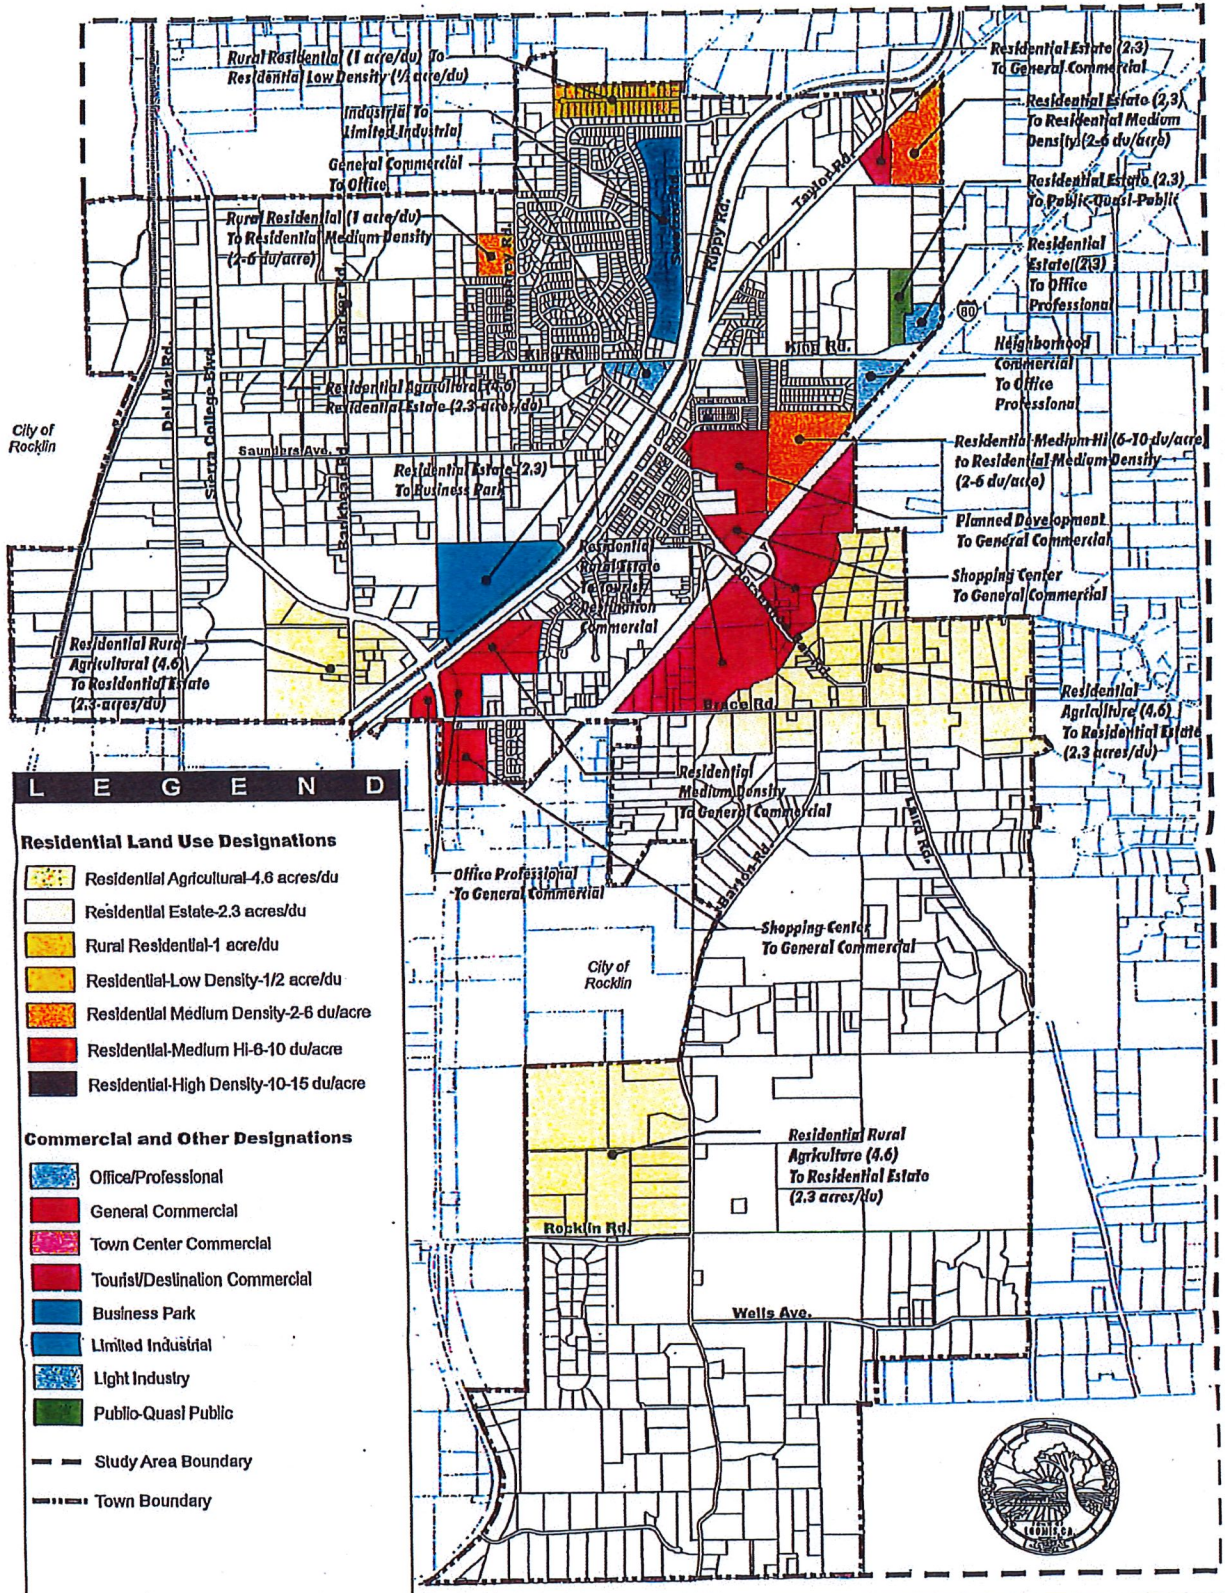 Rural Residential (1 acre/du) To
Residential Low Density (½ acre/du)
Industrial To
Limited Industrial
General Commercial
To Office
Rural Residential (1 acre/du)
To Residential Medium Density
(2-6 du/acre)
Residential Estate (2.3)
To General Commercial
Residential Estate (2.3)
To Residential Medium
Density (2-6 du/acre)
Residential Estate (2.3)
To Public-Quasi-Public
Residential
Estate (2.3)
To Office
Professional
80
Neighborhood
Commercial
To Office
Professional
Taylor Rd.
Rippy Rd.
Humphrey Rd.
Barker Rd.
King Rd.
King Rd.
Del Mar Rd.
Sierra College Blvd.
City of
Rocklin
Residential Agricultural (4.6)
Residential Estate (2.3-acres/du)
Saunders Ave.
Barkhead Rd.
Residential Estate (2.3)
To Business Park
Residential Medium Hi (6-10 du/acre
to Residential Medium Density
(2-6 du/acre)
Planned Development
To General Commercial
Shopping Center
To General Commercial
Residential
Rural Estate
To Tourist/
Destination
Commercial
Residential Rural
Agricultural (4.6)
To Residential Estate
(2.3-acres/du)
Brace Rd.
Residential
Agriculture (4.6)
To Residential Estate
(2.3 acres/du)
Residential
Medium Density
To General Commercial
Laird Rd.
Barton Rd.
Office Professional
To General Commercial
Shopping Center
To General Commercial
City of
Rocklin
Residential Rural
Agriculture (4.6)
To Residential Estate
(2.3 acres/du)
Rocklin Rd.
Wells Ave.
LEGEND
Residential Land Use Designations
Residential Agricultural-4.6 acres/du
Residential Estate-2.3 acres/du
Rural Residential-1 acre/du
Residential-Low Density-1/2 acre/du
Residential Medium Density-2-6 du/acre
Residential-Medium Hi-6-10 du/acre
Residential-High Density-10-15 du/acre
Commercial and Other Designations
Office/Professional
General Commercial
Town Center Commercial
Tourist/Destination Commercial
Business Park
Limited Industrial
Light Industry
Public-Quasi Public
Study Area Boundary
Town Boundary
LOOMIS, CA.